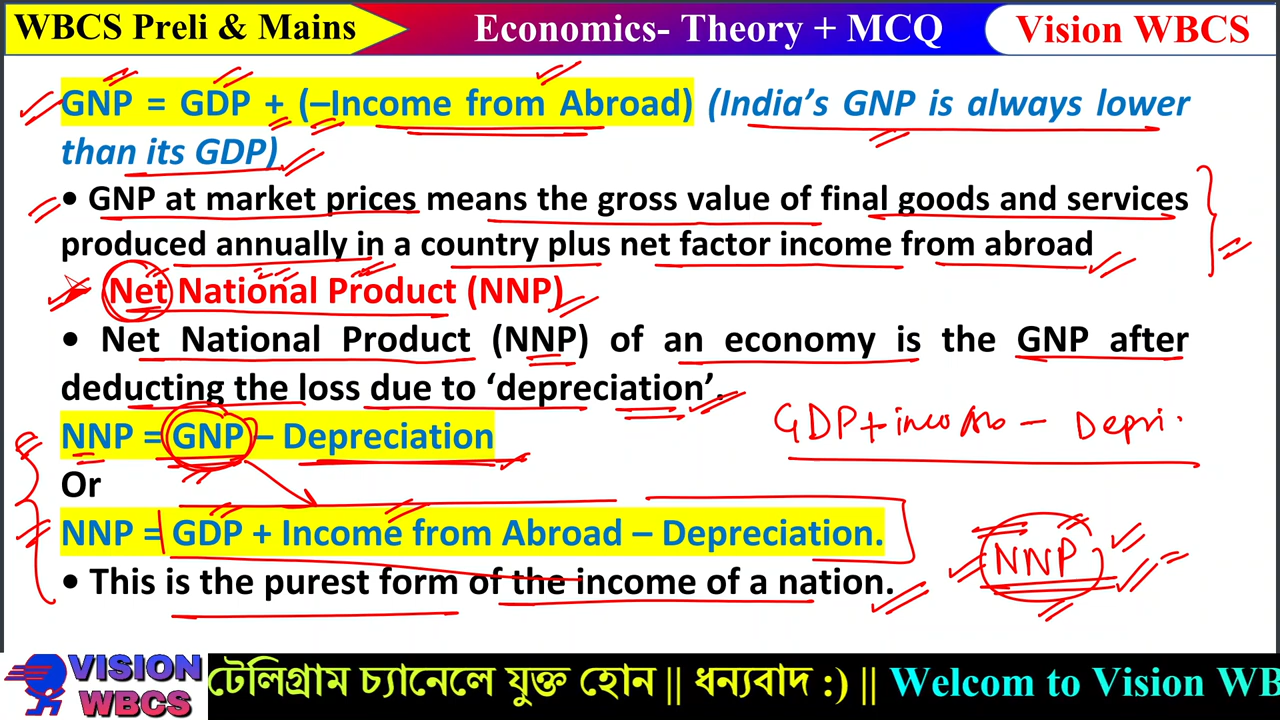 WBCS Preli & Mains
Economics- Theory + MCQ
Vision WBCS
GNP = GDP + (–Income from Abroad) (India's GNP is always lower
than its GDP)
• GNP at market prices means the gross value of final goods and services
produced annually in a country plus net factor income from abroad
➢ Net National Product (NNP)
• Net National Product (NNP) of an economy is the GNP after
deducting the loss due to 'depreciation'.
NNP = GNP – Depreciation
GDP + inco Abo – Depri.
Or
NNP = GDP + Income from Abroad – Depreciation.
NNP
• This is the purest form of the income of a nation.
VISION
WBCS
টেলিগ্রাম চ্যানেলে যুক্ত হোন || ধন্যবাদ :) || Welcom to Vision WB